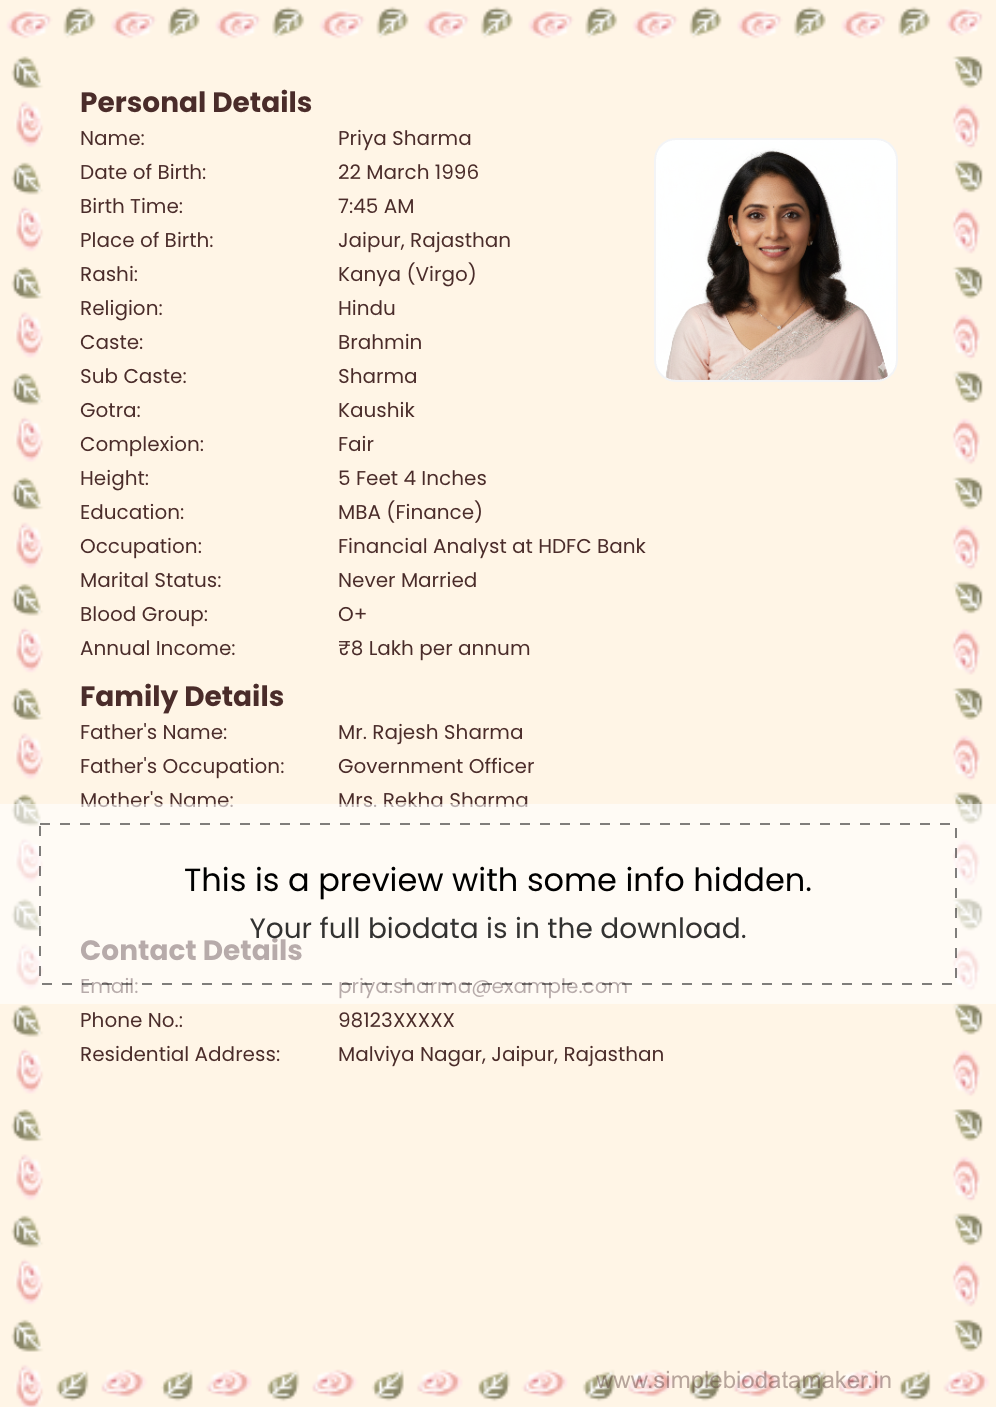 Personal Details
Name: Priya Sharma
Date of Birth: 22 March 1996
Birth Time: 7:45 AM
Place of Birth: Jaipur, Rajasthan
Rashi: Kanya (Virgo)
Religion: Hindu
Caste: Brahmin
Sub Caste: Sharma
Gotra: Kaushik
Complexion: Fair
Height: 5 Feet 4 Inches
Education: MBA (Finance)
Occupation: Financial Analyst at HDFC Bank
Marital Status: Never Married
Blood Group: O+
Annual Income: ₹8 Lakh per annum
Family Details
Father's Name: Mr. Rajesh Sharma
Father's Occupation: Government Officer
Mother's Name: Mrs. Rekha Sharma
This is a preview with some info hidden.
Your full biodata is in the download.
Contact Details
Email: priya.sharma@example.com
Phone No.: 98123XXXXX
Residential Address: Malviya Nagar, Jaipur, Rajasthan
www.simplebiodatamaker.in